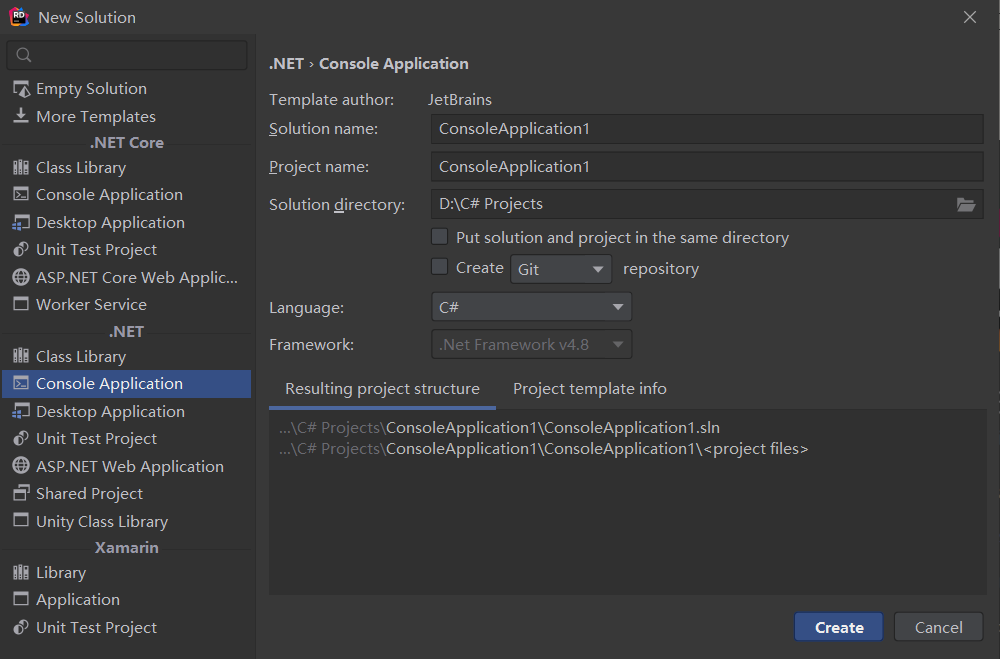 New Solution
Empty Solution
More Templates
.NET Core
Class Library
Console Application
Desktop Application
Unit Test Project
ASP.NET Core Web Applic...
Worker Service
.NET
Class Library
Console Application
Desktop Application
Unit Test Project
ASP.NET Web Application
Shared Project
Unity Class Library
Xamarin
Library
Application
Unit Test Project
.NET › Console Application
Template author: JetBrains
Solution name: ConsoleApplication1
Project name: ConsoleApplication1
Solution directory: D:\C# Projects
Put solution and project in the same directory
Create Git repository
Language: C#
Framework: .Net Framework v4.8
Resulting project structure Project template info
...\C# Projects\ConsoleApplication1\ConsoleApplication1.sln
...\C# Projects\ConsoleApplication1\ConsoleApplication1\<project files>
Create Cancel